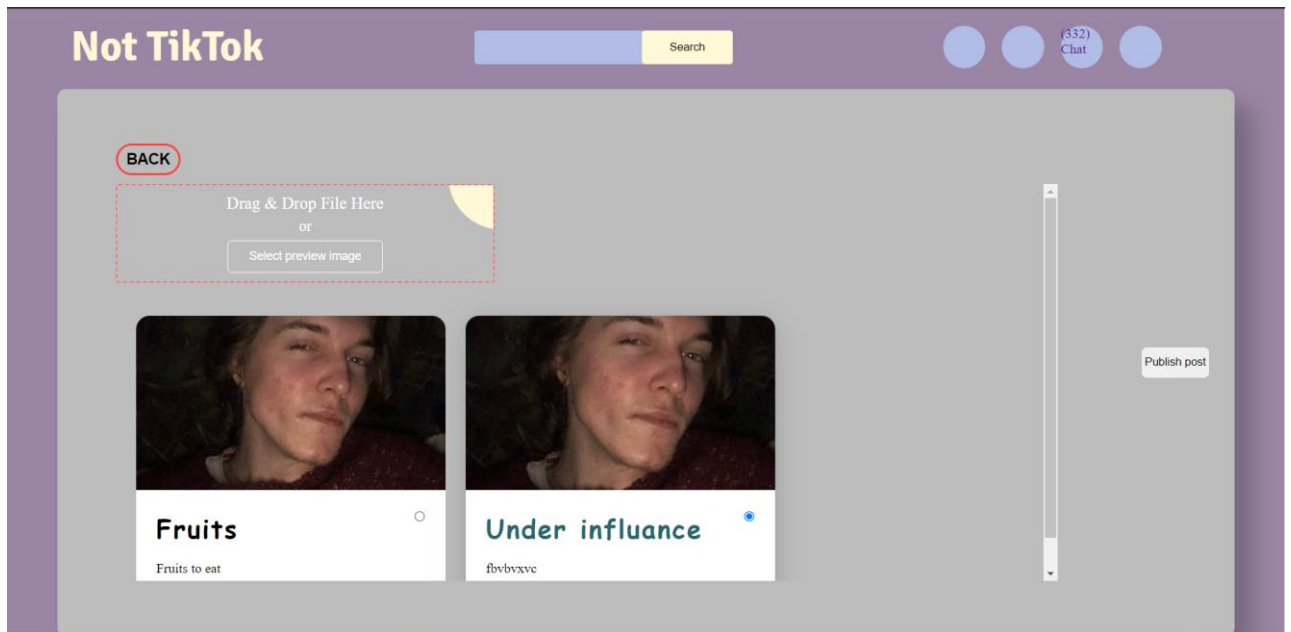 Not TikTok
Search
(332)
Chat
BACK
Drag & Drop File Here
or
Select preview image
Publish post
Fruits
Fruits to eat
Under influance
fbvbvxvc